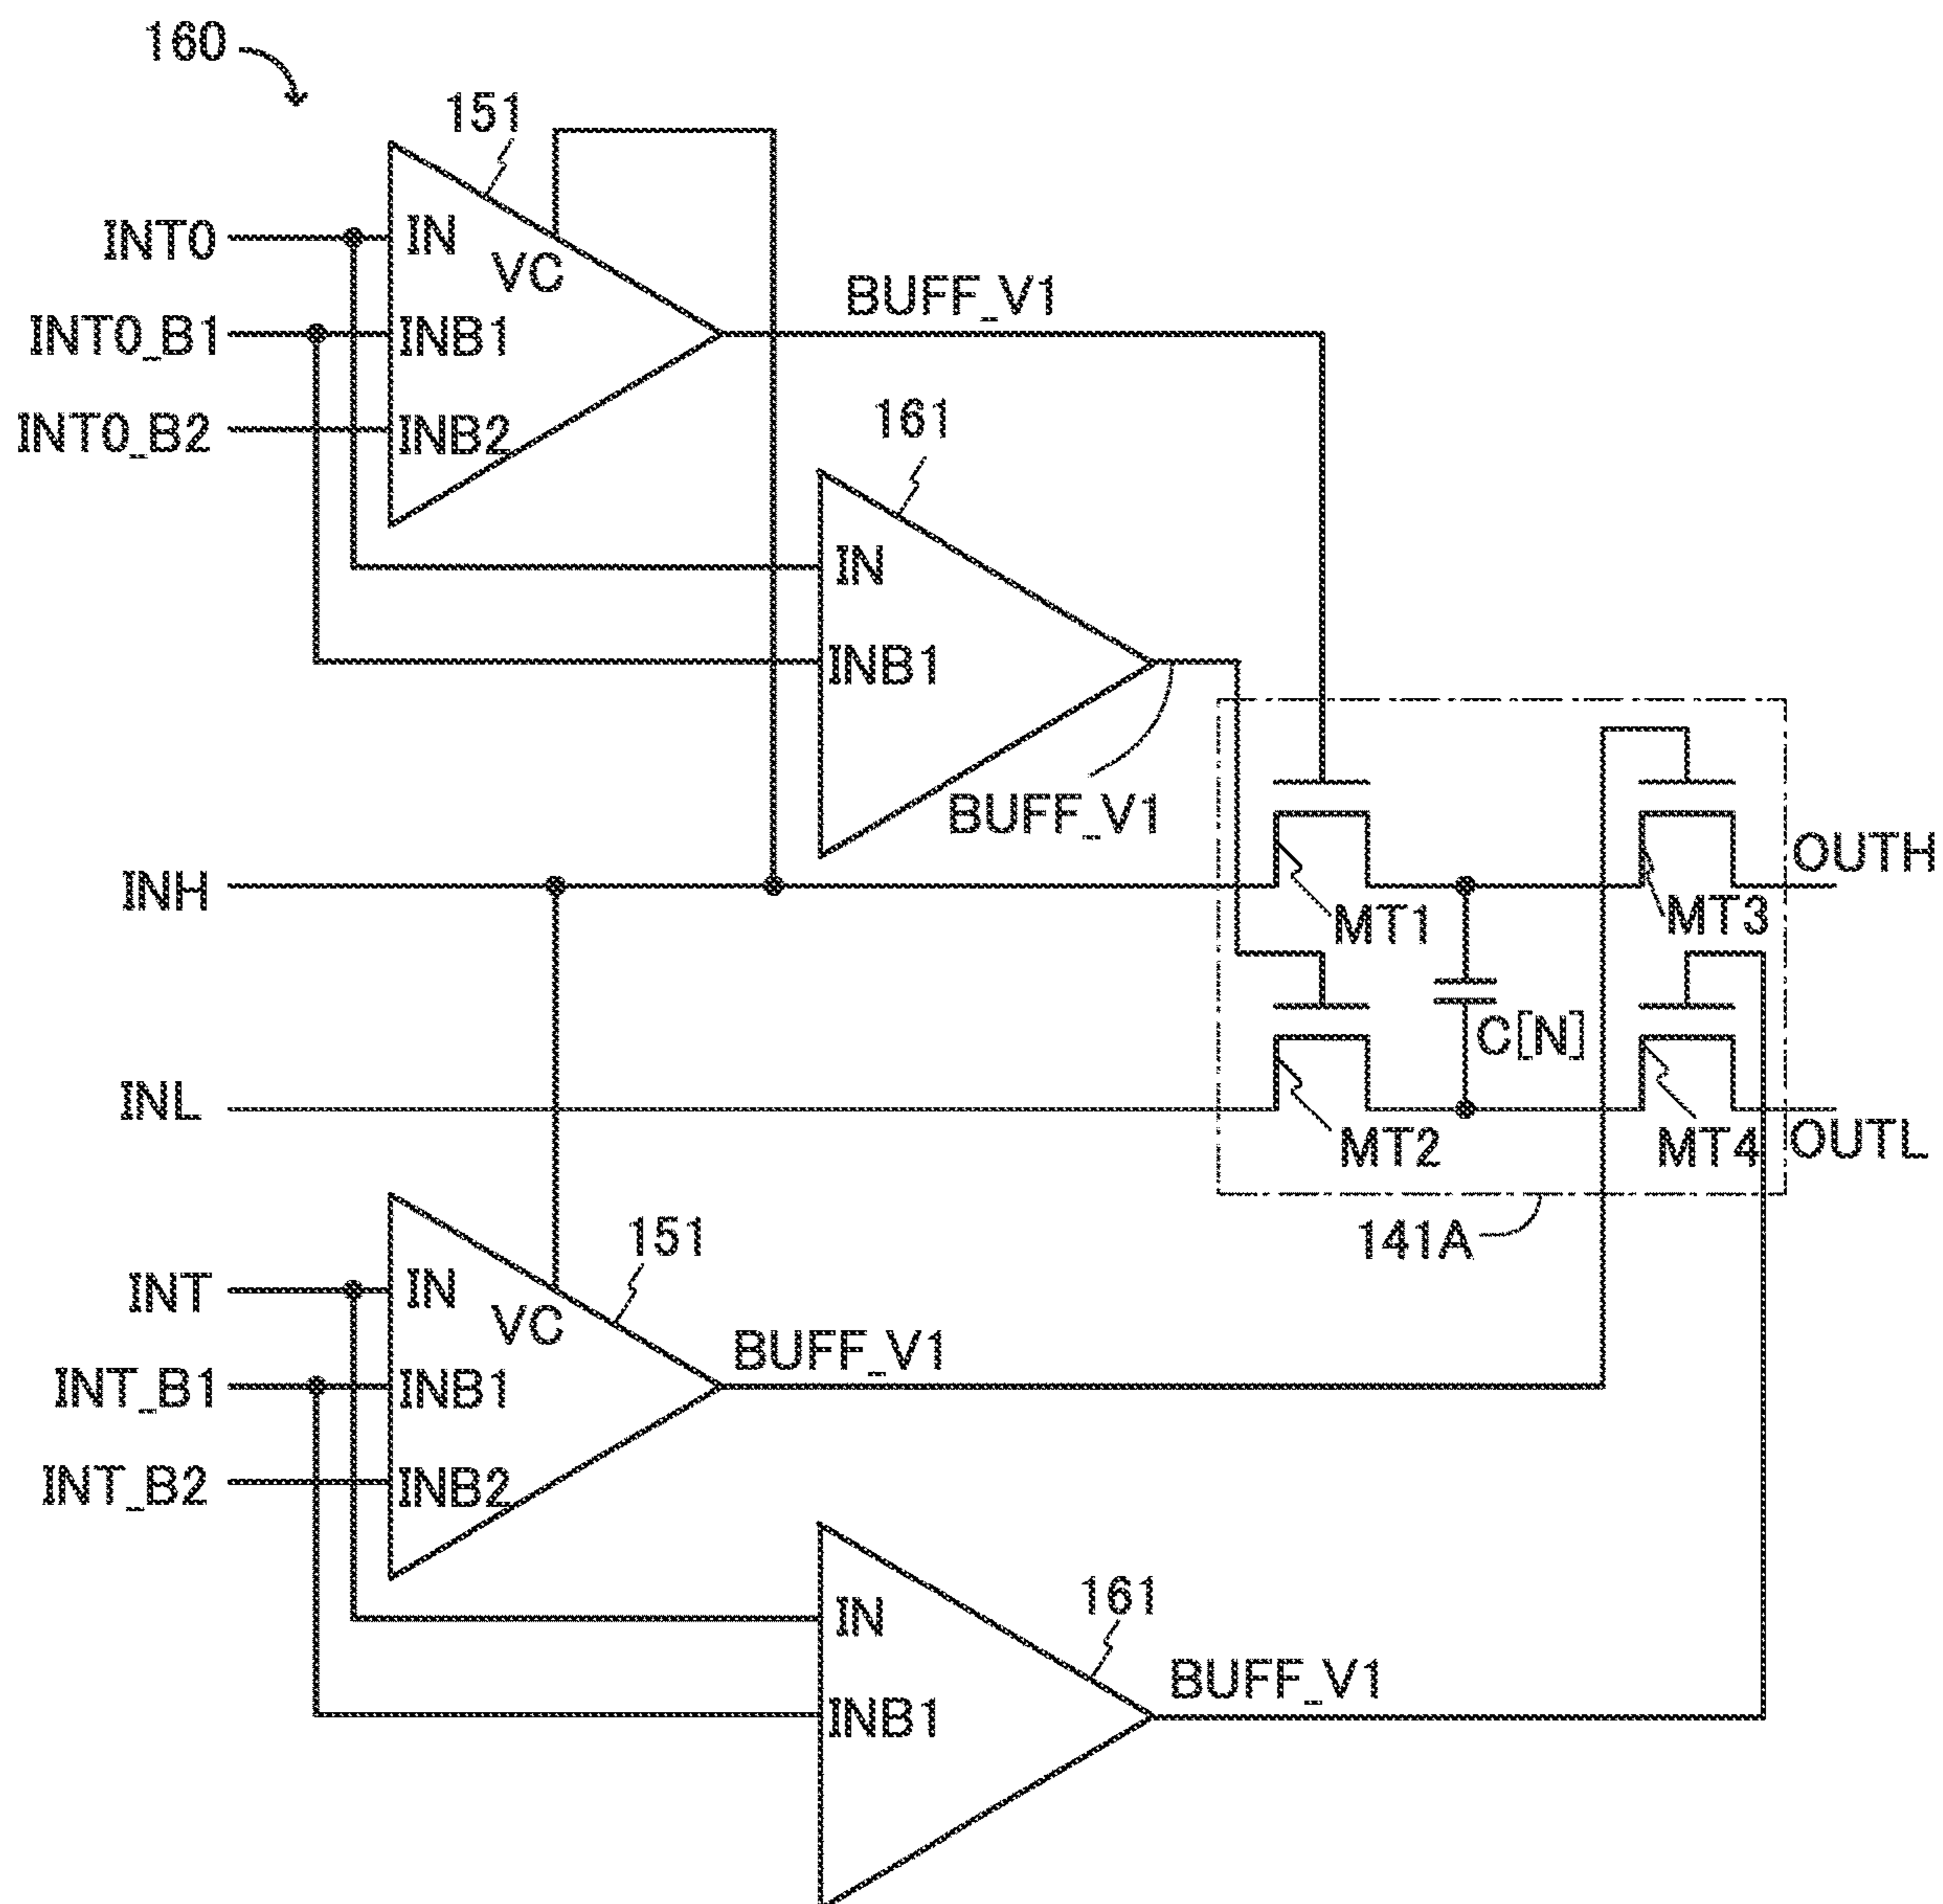 160
151
INT0
IN
VC
BUFF_V1
INT0_B1
INB1
INT0_B2
INB2
161
IN
INB1
BUFF_V1
INH
OUTH
MT1
MT3
C[N]
INL
MT2
MT4
OUTL
141A
151
INT
IN
VC
BUFF_V1
INT_B1
INB1
INT_B2
INB2
161
IN
BUFF_V1
INB1